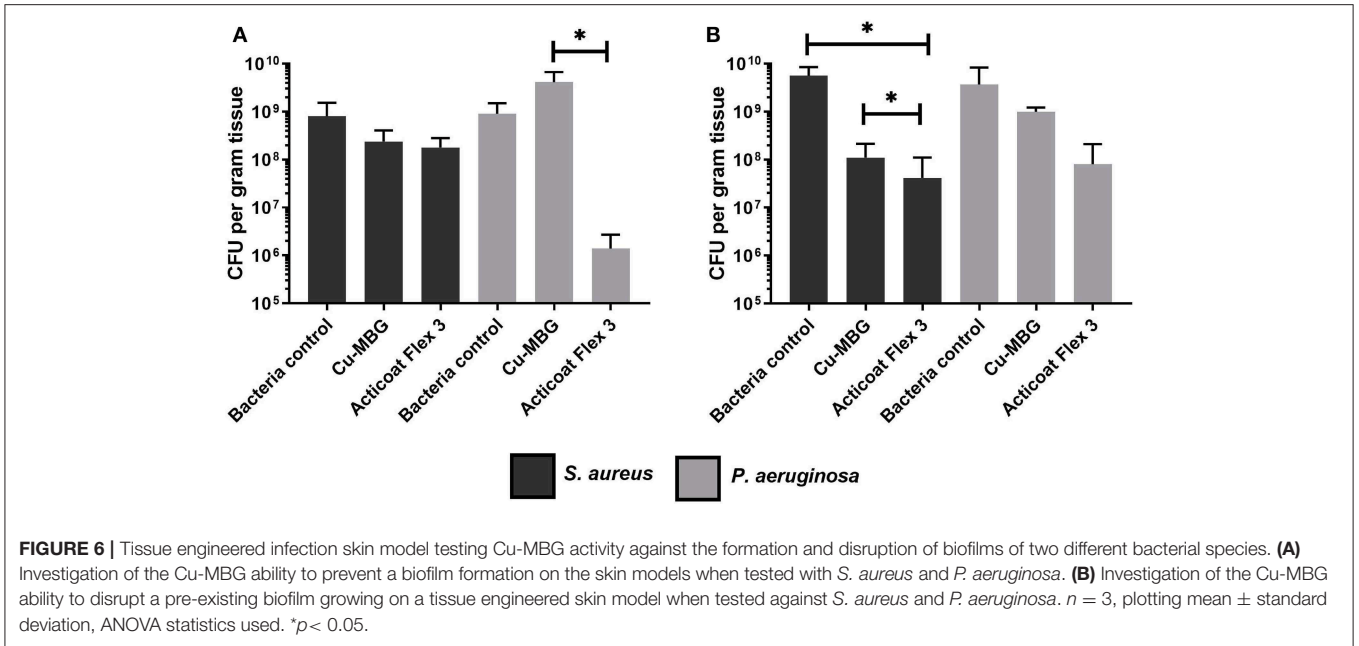 A
*
CFU per gram tissue
10^10
10^9
10^8
10^7
10^6
10^5
Bacteria control
Cu-MBG
Acticoat Flex 3
Bacteria control
Cu-MBG
Acticoat Flex 3
B
*
*
CFU per gram tissue
10^10
10^9
10^8
10^7
10^6
10^5
Bacteria control
Cu-MBG
Acticoat Flex 3
Bacteria control
Cu-MBG
Acticoat Flex 3
S. aureus
P. aeruginosa
FIGURE 6 | Tissue engineered infection skin model testing Cu-MBG activity against the formation and disruption of biofilms of two different bacterial species. (A)
Investigation of the Cu-MBG ability to prevent a biofilm formation on the skin models when tested with S. aureus and P. aeruginosa. (B) Investigation of the Cu-MBG
ability to disrupt a pre-existing biofilm growing on a tissue engineered skin model when tested against S. aureus and P. aeruginosa. n = 3, plotting mean ± standard
deviation, ANOVA statistics used. *p< 0.05.